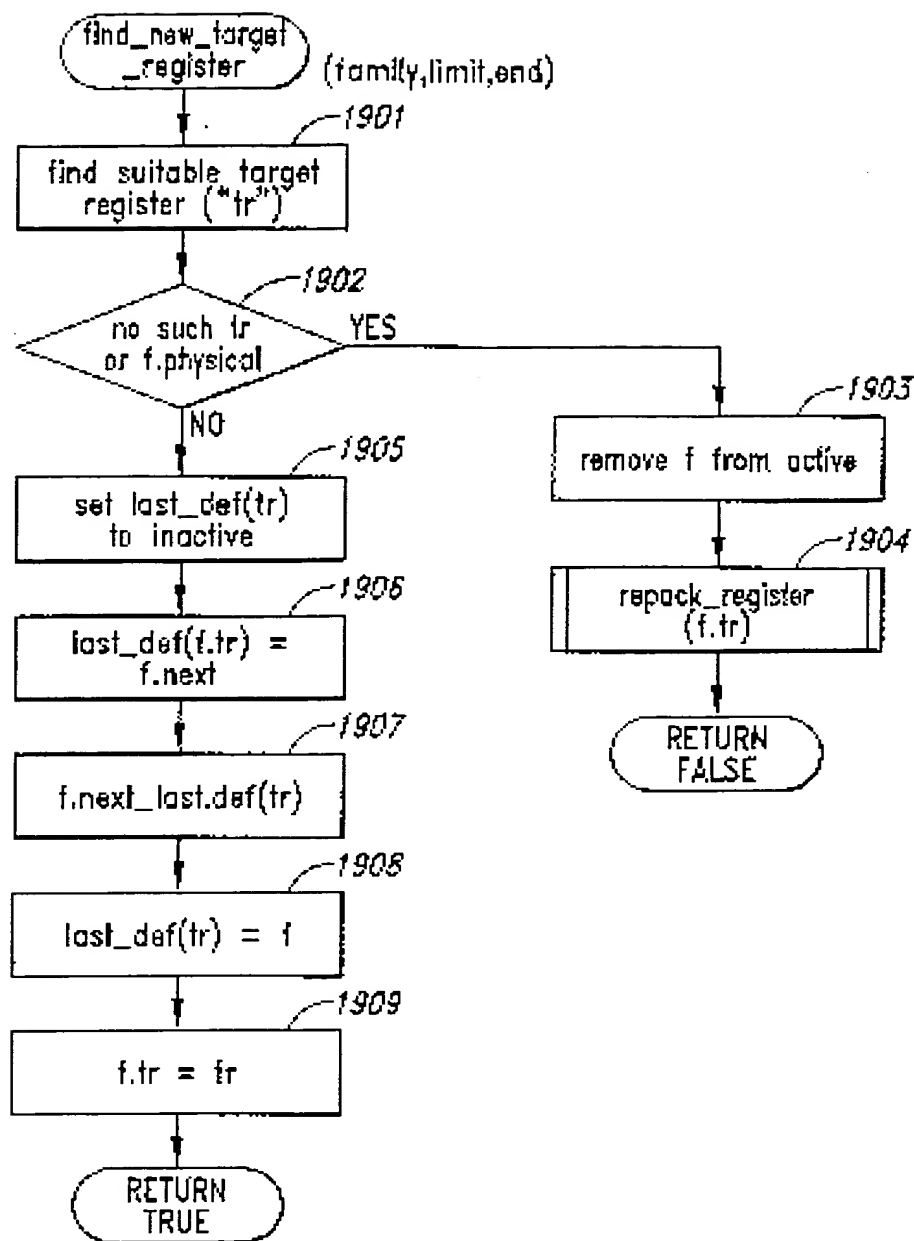 find_new_target
_register
(family,limit,end)
1901
find suitable target
register ("tr")
1902
no such tr
or f.physical
YES
NO
1903
remove f from active
1904
repack_register
(f.tr)
RETURN
FALSE
1905
set last_def(tr)
to inactive
1906
last_def(f.tr) =
f.next
1907
f.next_last.def(tr)
1908
last_def(tr) = f
1909
f.tr = tr
RETURN
TRUE